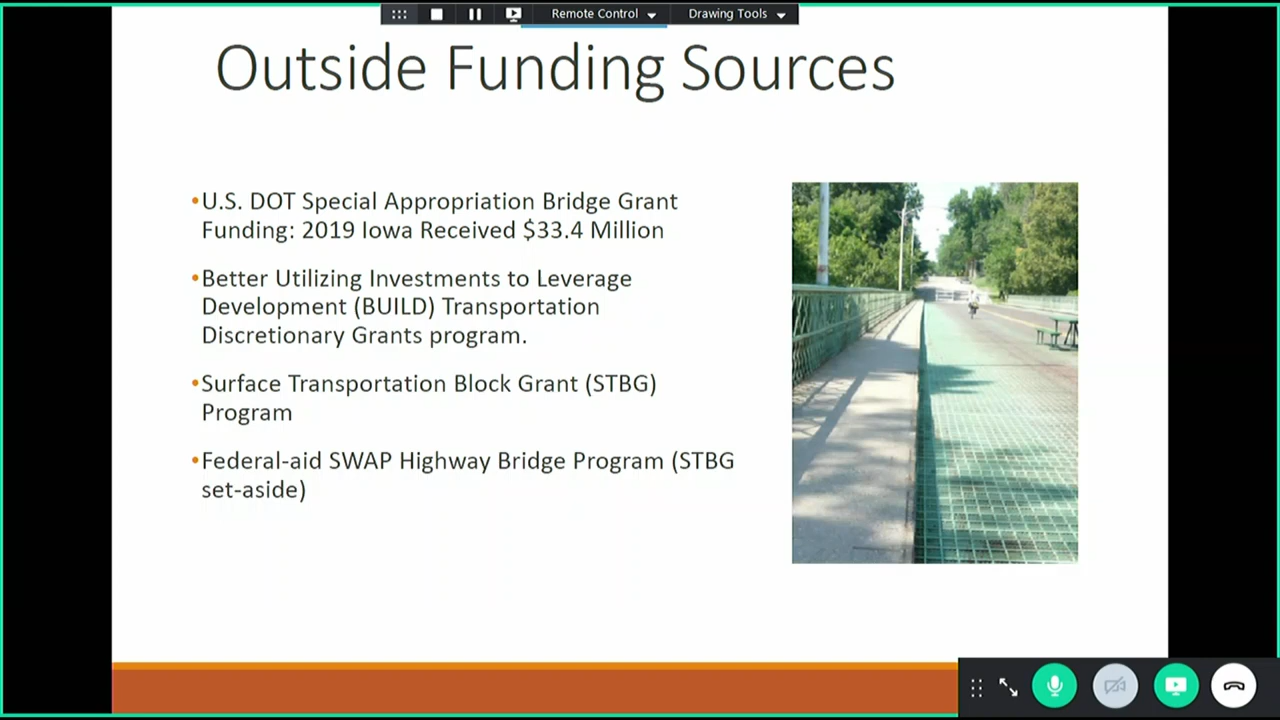 Remote Control
Drawing Tools
Outside Funding Sources
•U.S. DOT Special Appropriation Bridge Grant
Funding: 2019 Iowa Received $33.4 Million
•Better Utilizing Investments to Leverage
Development (BUILD) Transportation
Discretionary Grants program.
•Surface Transportation Block Grant (STBG)
Program
•Federal-aid SWAP Highway Bridge Program (STBG
set-aside)